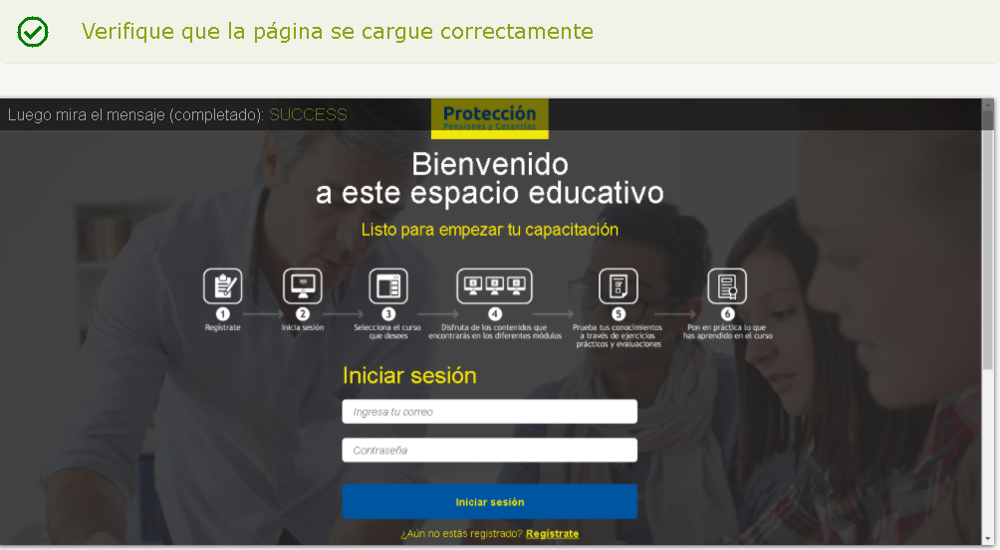 Verifique que la página se cargue correctamente
Luego mira el mensaje (completado): SUCCESS
Protección
Pensiones y Cesantías
Bienvenido
a este espacio educativo
Listo para empezar tu capacitación
1 2 3 4 5 6
Regístrate
Inicia sesión
Selecciona el curso
que desees
Disfruta de los contenidos que
encontrarás en los diferentes módulos
Prueba tus conocimientos
a través de ejercicios
prácticos y evaluaciones
Pon en práctica lo que
has aprendido en el curso
Iniciar sesión
Ingresa tu correo
Contraseña
Iniciar sesión
¿Aún no estás registrado? Regístrate